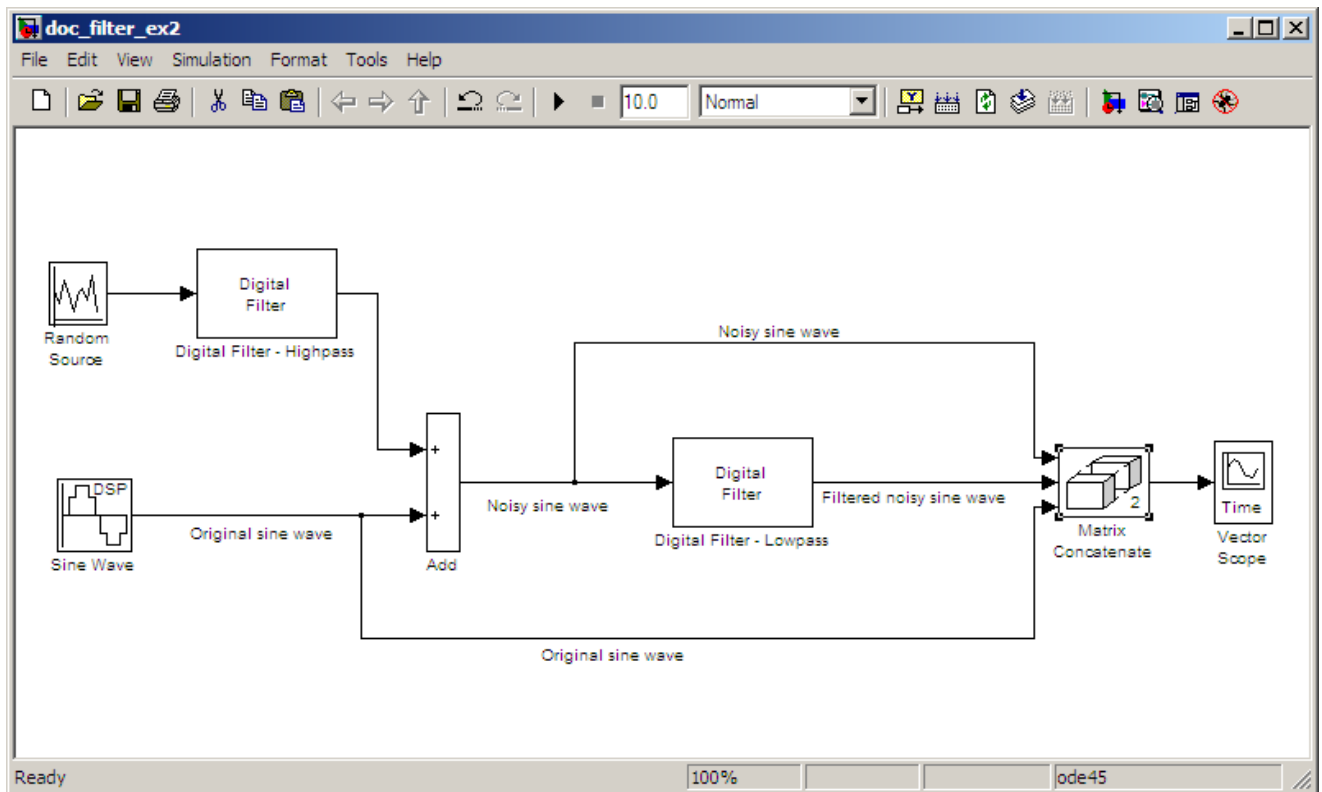 doc_filter_ex2
File Edit View Simulation Format Tools Help
10.0 Normal
Digital
Filter
Random
Source
Digital Filter - Highpass
Noisy sine wave
+
DSP
Sine Wave
Original sine wave
+
Add
Noisy sine wave
Digital
Filter
Digital Filter - Lowpass
Filtered noisy sine wave
2
Matrix
Concatenate
Time
Vector
Scope
Original sine wave
Ready 100% ode45